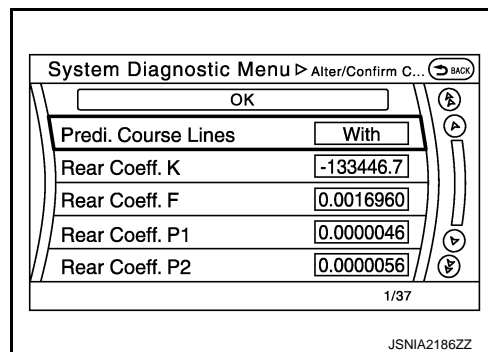 System Diagnostic Menu ▷ Alter/Confirm C... BACK
OK
Predi. Course Lines With
Rear Coeff. K -133446.7
Rear Coeff. F 0.0016960
Rear Coeff. P1 0.0000046
Rear Coeff. P2 0.0000056
1/37
JSNIA2186ZZ